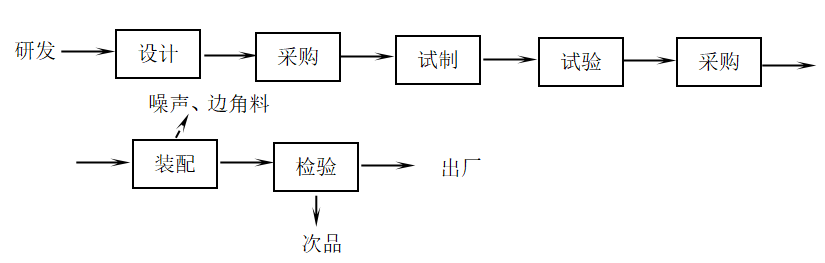 研发 设计 采购 试制 试验 采购
噪声、边角料
装配 检验 出厂
次品